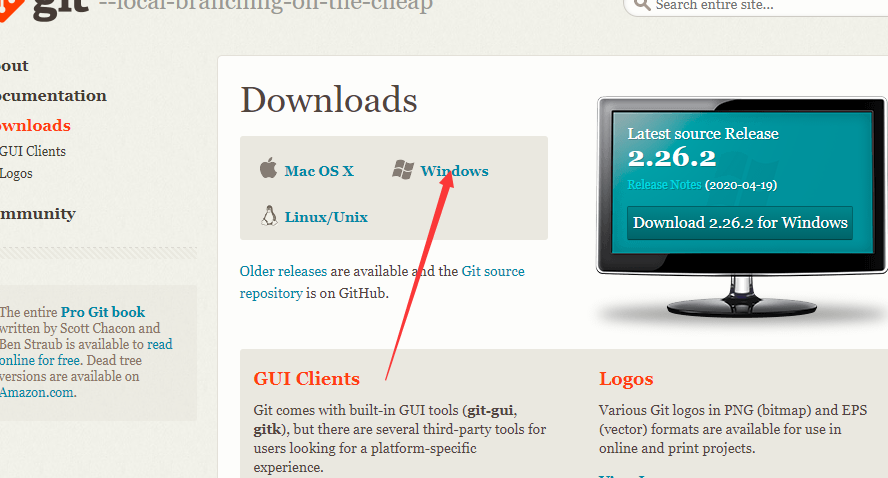 git --local-branching-on-the-cheap
Search entire site...
out
cumentation
wnloads
GUI Clients
Logos
mmunity
The entire Pro Git book
written by Scott Chacon and
Ben Straub is available to read
online for free. Dead tree
versions are available on
Amazon.com.
Downloads
Mac OS X
Windows
Linux/Unix
Older releases are available and the Git source
repository is on GitHub.
Latest source Release
2.26.2
Release Notes (2020-04-19)
Download 2.26.2 for Windows
GUI Clients
Git comes with built-in GUI tools (git-gui,
gitk), but there are several third-party tools for
users looking for a platform-specific
experience.
Logos
Various Git logos in PNG (bitmap) and EPS
(vector) formats are available for use in
online and print projects.